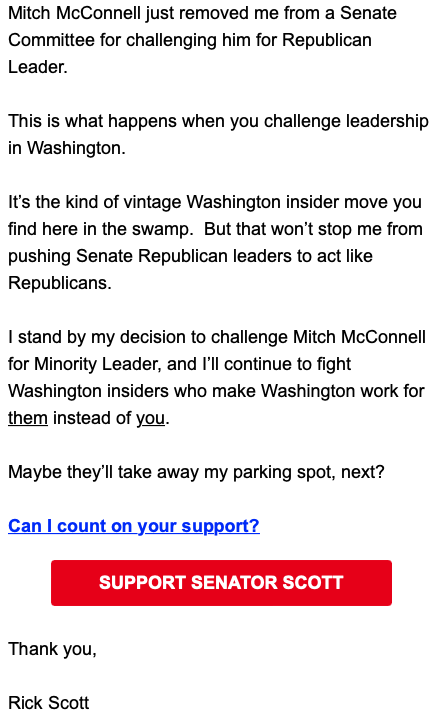 Mitch McConnell just removed me from a Senate
Committee for challenging him for Republican
Leader.
This is what happens when you challenge leadership
in Washington.
It’s the kind of vintage Washington insider move you
find here in the swamp.  But that won’t stop me from
pushing Senate Republican leaders to act like
Republicans.
I stand by my decision to challenge Mitch McConnell
for Minority Leader, and I’ll continue to fight
Washington insiders who make Washington work for
them instead of you.
Maybe they’ll take away my parking spot, next?
Can I count on your support?
SUPPORT SENATOR SCOTT
Thank you,
Rick Scott